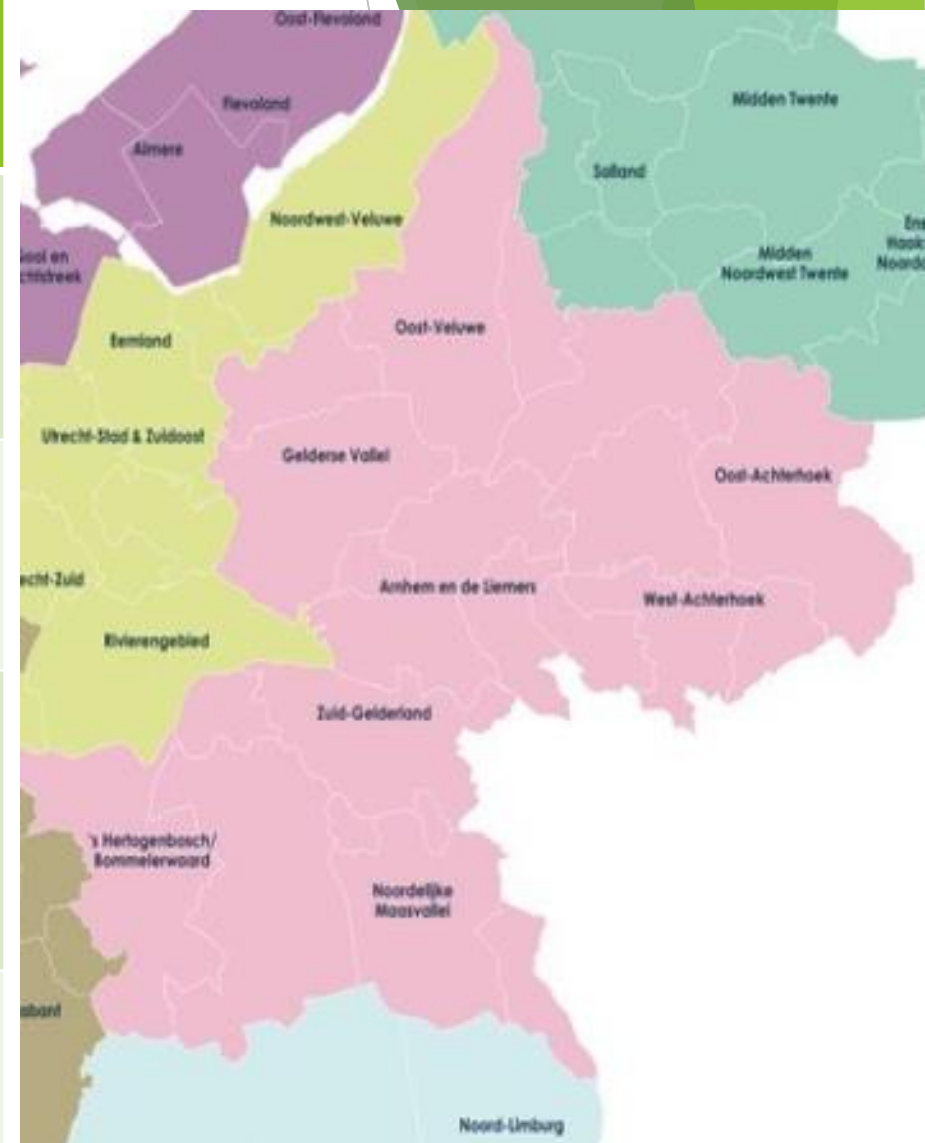 Oost-Flevoland
Flevoland
Almere
Midden Twente
Salland
Noordwest-Veluwe
Midden
Noordwest Twente
Eemland
Oost-Veluwe
Utrecht-Stad & Zuidoost
Gelderse Vallei
Oost-Achterhoek
Arnhem en de Liemers
West-Achterhoek
Rivierengebied
Zuid-Gelderland
's Hertogenbosch/
Bommelerwaard
Noordelijke
Maasvallei
Noord-Limburg